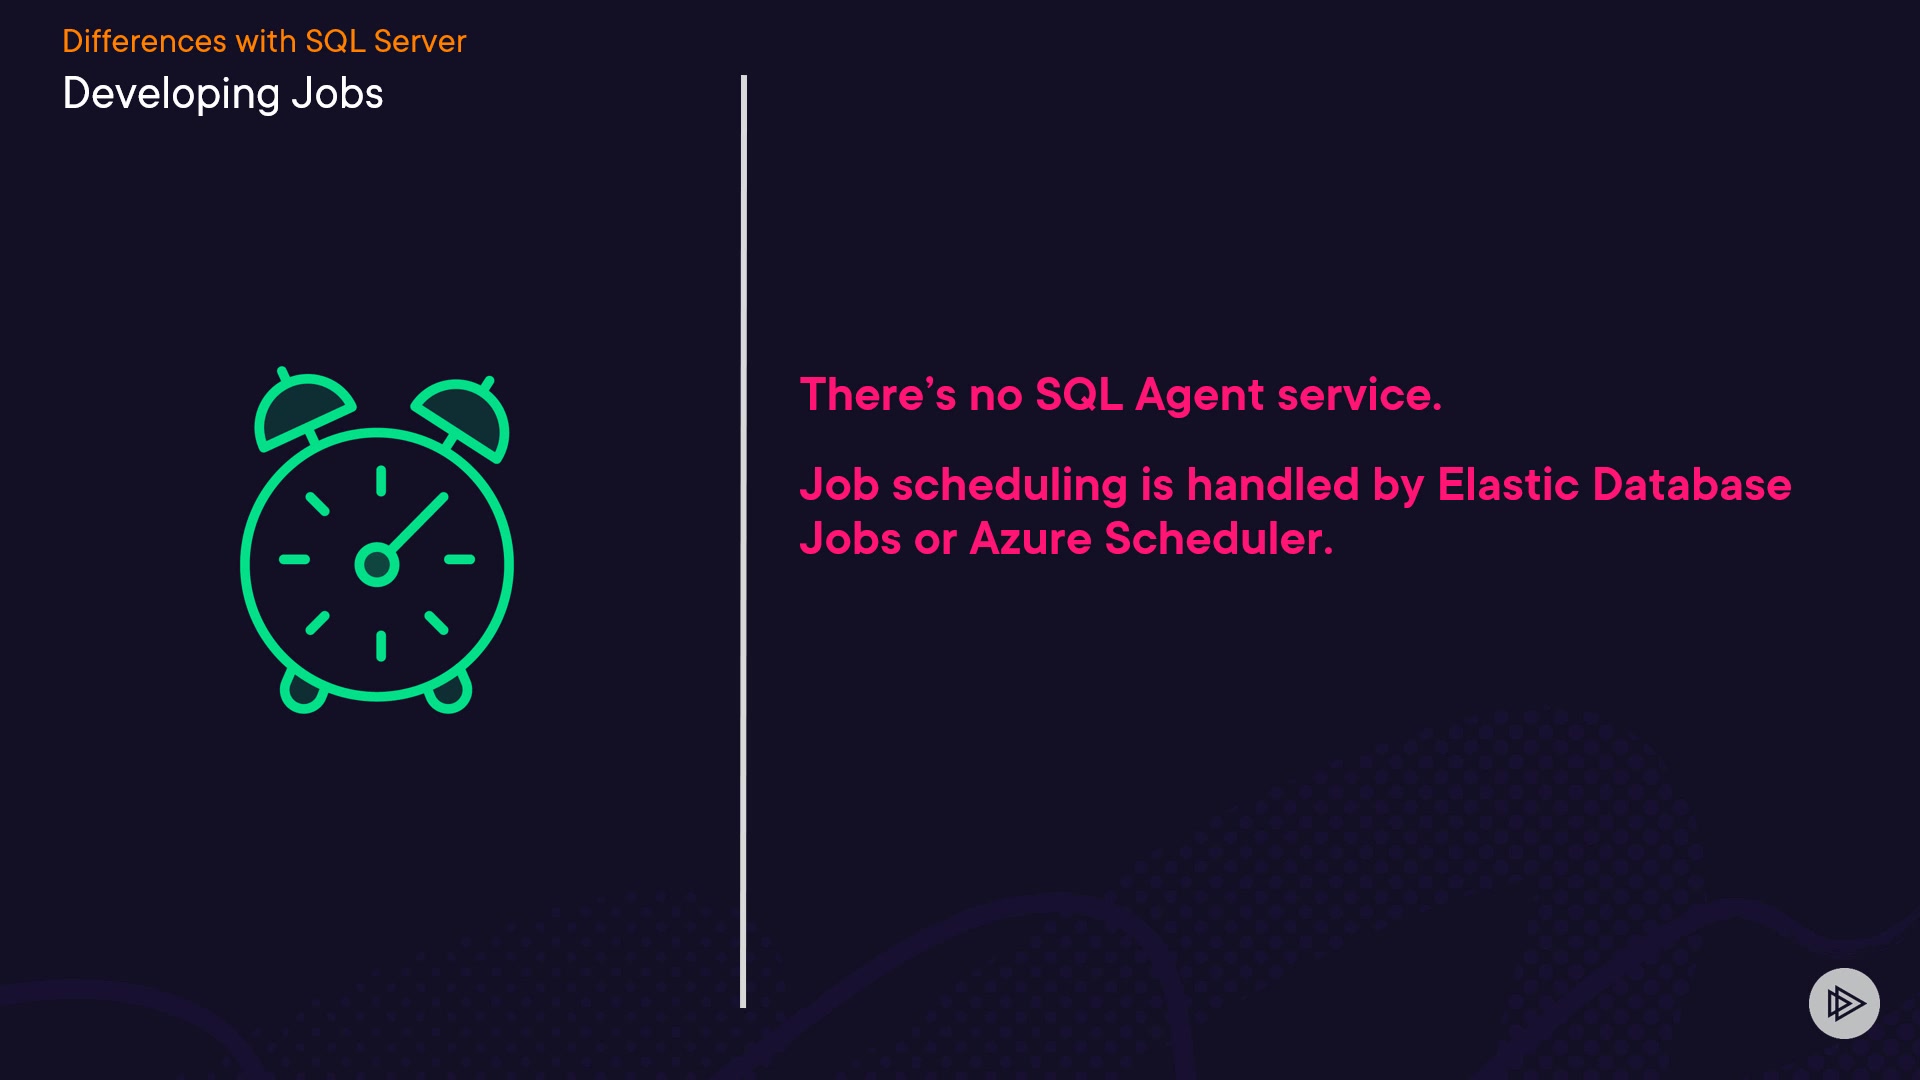 Differences with SQL Server
Developing Jobs
There’s no SQL Agent service.
Job scheduling is handled by Elastic Database
Jobs or Azure Scheduler.